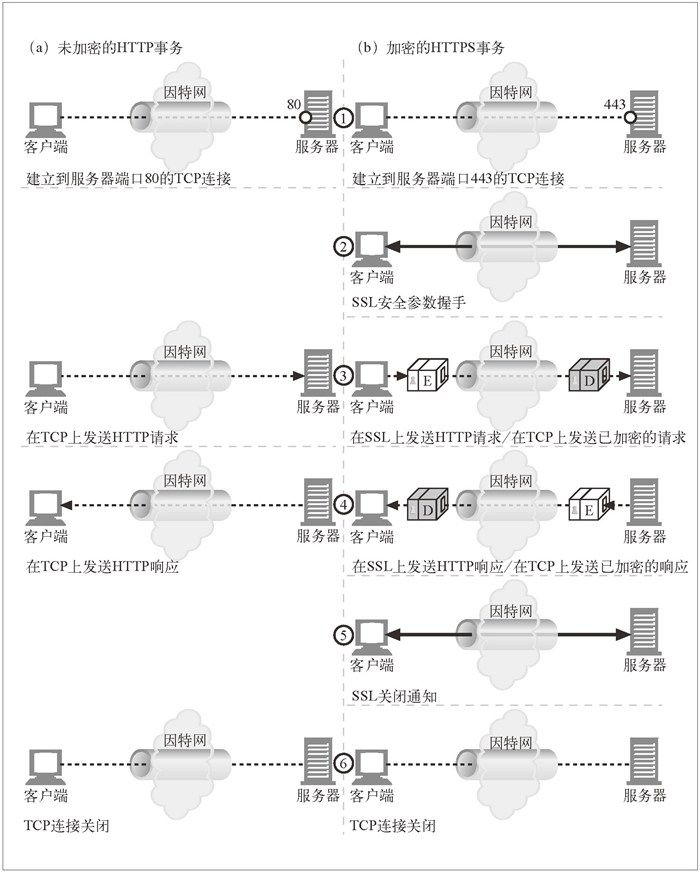 （a）未加密的HTTP事务
（b）加密的HTTPS事务
因特网
80
客户端
服务器
建立到服务器端口80的TCP连接
1
因特网
443
客户端
服务器
建立到服务器端口443的TCP连接
2
因特网
客户端
服务器
SSL安全参数握手
因特网
客户端
服务器
在TCP上发送HTTP请求
3
因特网
E
D
客户端
服务器
在SSL上发送HTTP请求/在TCP上发送已加密的请求
因特网
客户端
服务器
在TCP上发送HTTP响应
4
因特网
D
E
客户端
服务器
在SSL上发送HTTP响应/在TCP上发送已加密的响应
5
因特网
客户端
服务器
SSL关闭通知
因特网
客户端
服务器
TCP连接关闭
6
因特网
客户端
服务器
TCP连接关闭